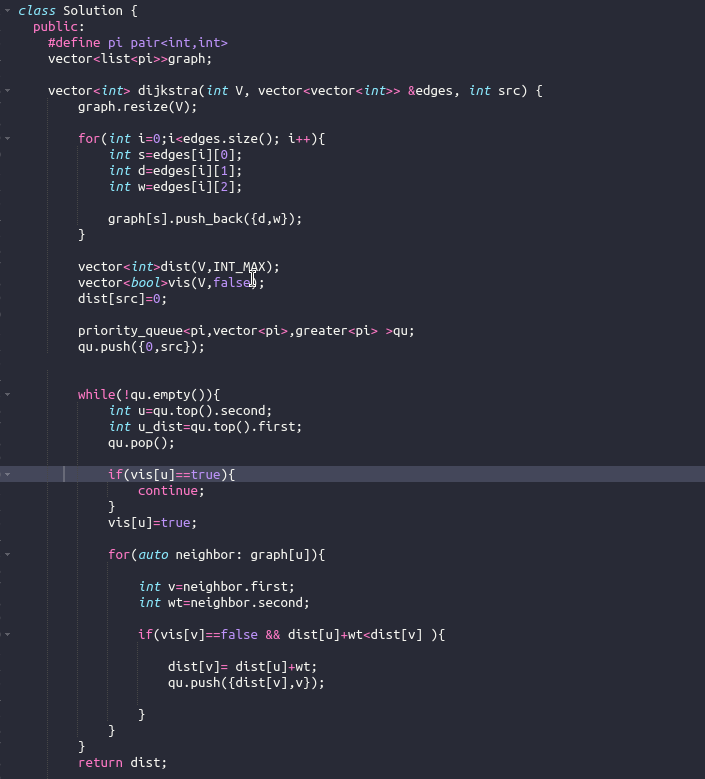 class Solution {
  public:
    #define pi pair<int,int>
    vector<list<pi>>graph;
    vector<int> dijkstra(int V, vector<vector<int>> &edges, int src) {
        graph.resize(V);
        for(int i=0;i<edges.size(); i++){
            int s=edges[i][0];
            int d=edges[i][1];
            int w=edges[i][2];
            graph[s].push_back({d,w});
        }
        vector<int>dist(V,INT_MAX);
        vector<bool>vis(V,false);
        dist[src]=0;
        priority_queue<pi,vector<pi>,greater<pi> >qu;
        qu.push({0,src});
        while(!qu.empty()){
            int u=qu.top().second;
            int u_dist=qu.top().first;
            qu.pop();
            if(vis[u]==true){
                continue;
            }
            vis[u]=true;
            for(auto neighbor: graph[u]){
                int v=neighbor.first;
                int wt=neighbor.second;
                if(vis[v]==false && dist[u]+wt<dist[v] ){
                    dist[v]= dist[u]+wt;
                    qu.push({dist[v],v});
                }
            }
        }
        return dist;